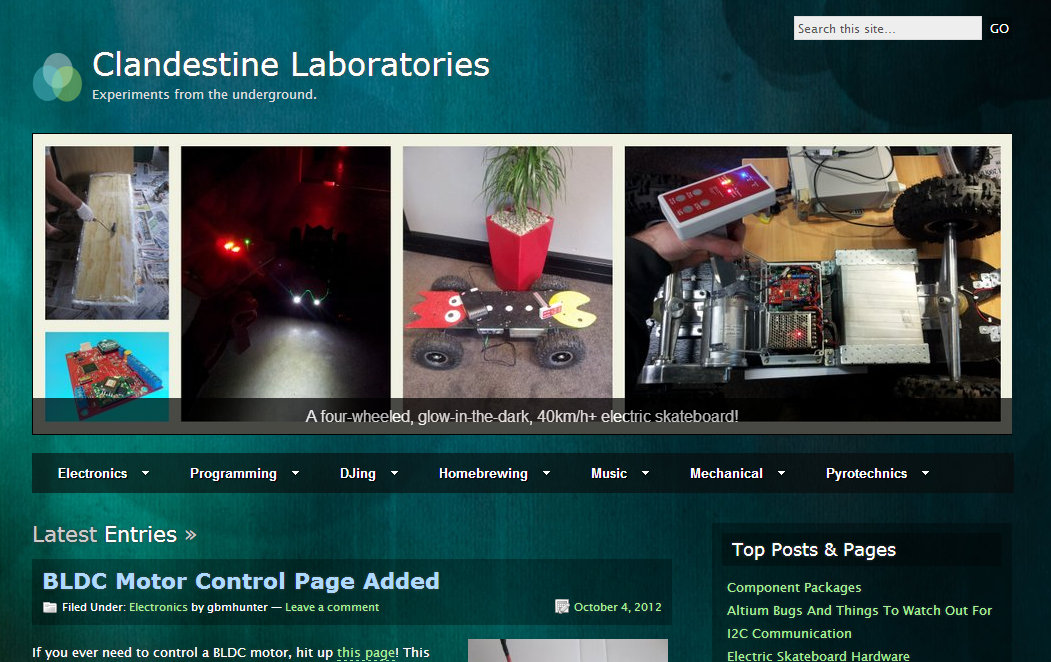 Search this site... GO
Clandestine Laboratories
Experiments from the underground.
A four-wheeled, glow-in-the-dark, 40km/h+ electric skateboard!
Electronics Programming DJing Homebrewing Music Mechanical Pyrotechnics
Latest Entries »
Top Posts & Pages
BLDC Motor Control Page Added
Filed Under: Electronics by gbmhunter — Leave a comment October 4, 2012
Component Packages
Altium Bugs And Things To Watch Out For
I2C Communication
Electric Skateboard Hardware
If you ever need to control a BLDC motor, hit up this page! This